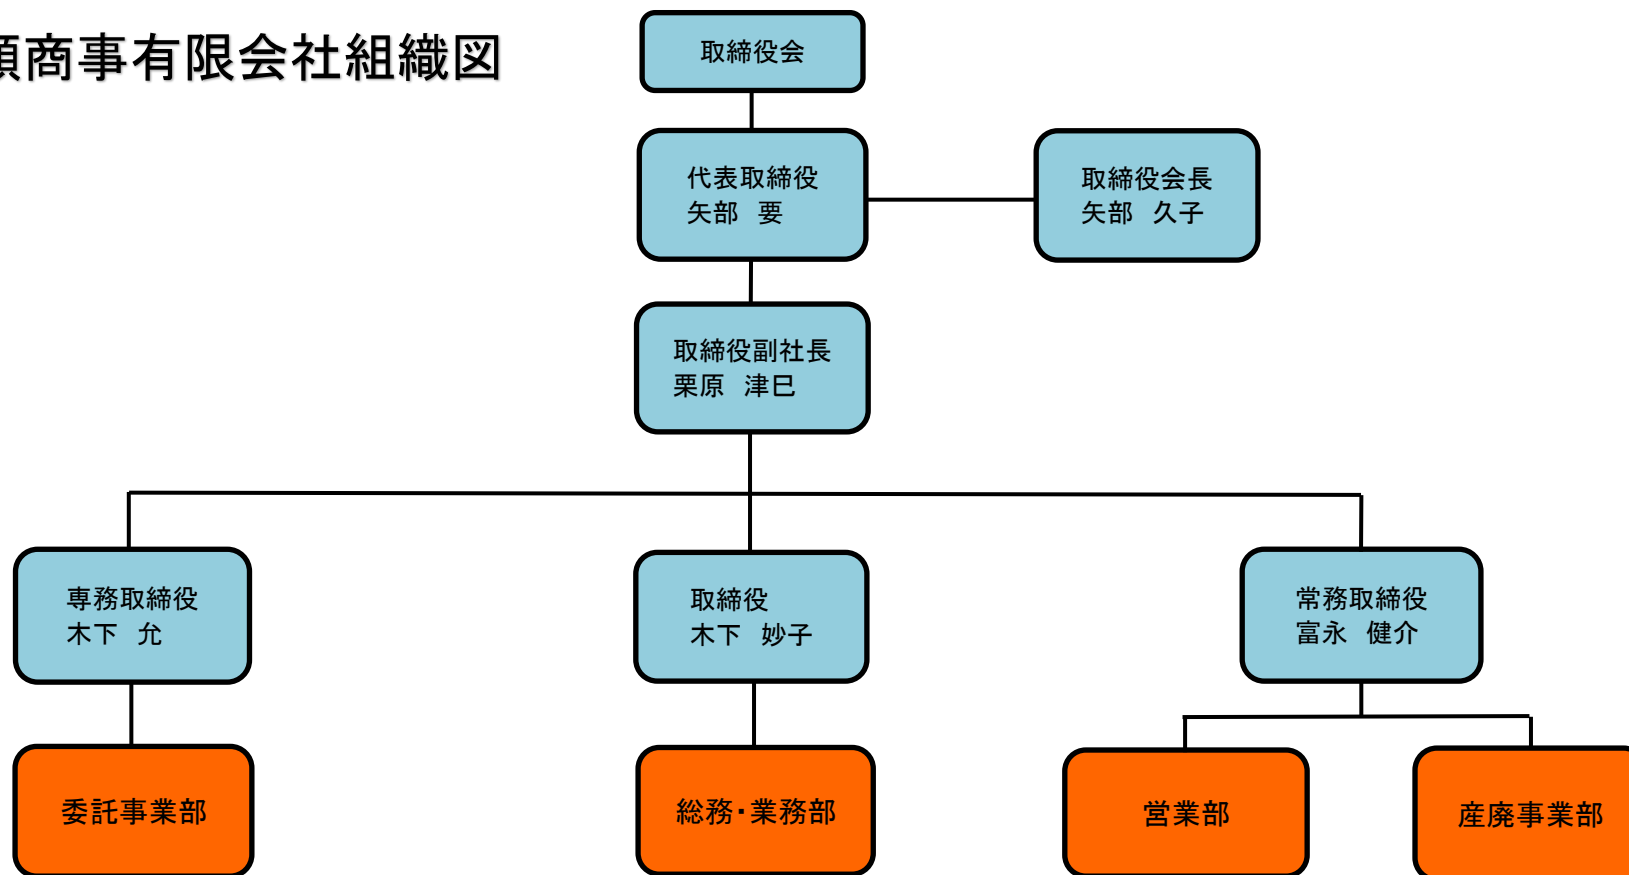 商事有限会社組織図
取締役会
代表取締役
矢部　要
取締役会長
矢部　久子
取締役副社長
栗原　津巳
専務取締役
木下　允
取締役
木下　妙子
常務取締役
富永　健介
委託事業部
総務・業務部
営業部
産廃事業部